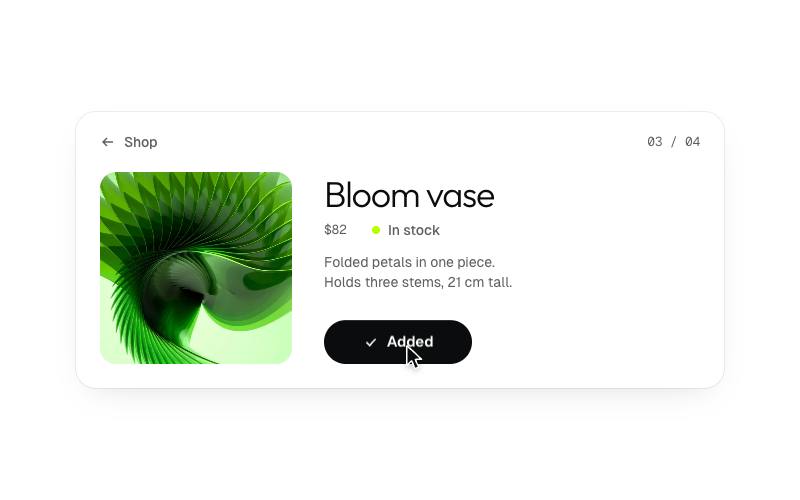 Shop
03 / 04
Bloom vase
$82
In stock
Folded petals in one piece.
Holds three stems, 21 cm tall.
Added